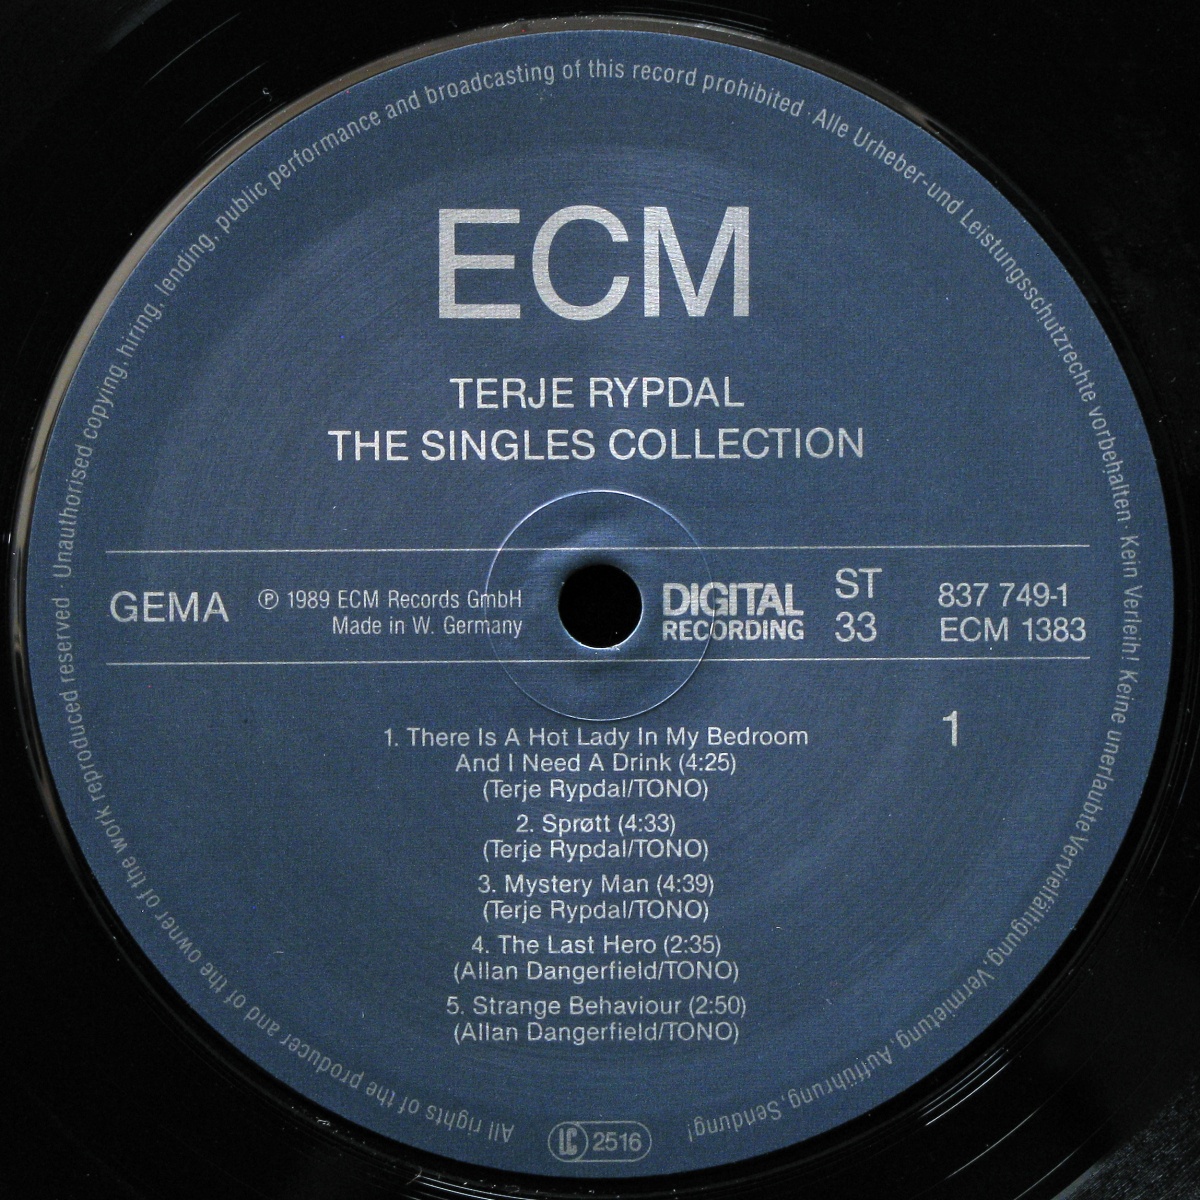 ECM
TERJE RYPDAL
THE SINGLES COLLECTION
GEMA
℗ 1989 ECM Records GmbH
Made in W. Germany
DIGITAL
RECORDING
ST
33
837 749-1
ECM 1383
1
1. There Is A Hot Lady In My Bedroom
And I Need A Drink (4:25)
(Terje Rypdal/TONO)
2. Sprøtt (4:33)
(Terje Rypdal/TONO)
3. Mystery Man (4:39)
(Terje Rypdal/TONO)
4. The Last Hero (2:35)
(Allan Dangerfield/TONO)
5. Strange Behaviour (2:50)
(Allan Dangerfield/TONO)
All rights of the producer and of the owner of the work reproduced reserved Unauthorised copying, hiring, lending, public performance and broadcasting of this record prohibited · Alle Urheber-und Leistungsschutzrechte vorbehalten · Kein Verleih! Keine unerlaubte Vervielfältigung, Vermietung, Aufführung, Sendung!
LC 2516